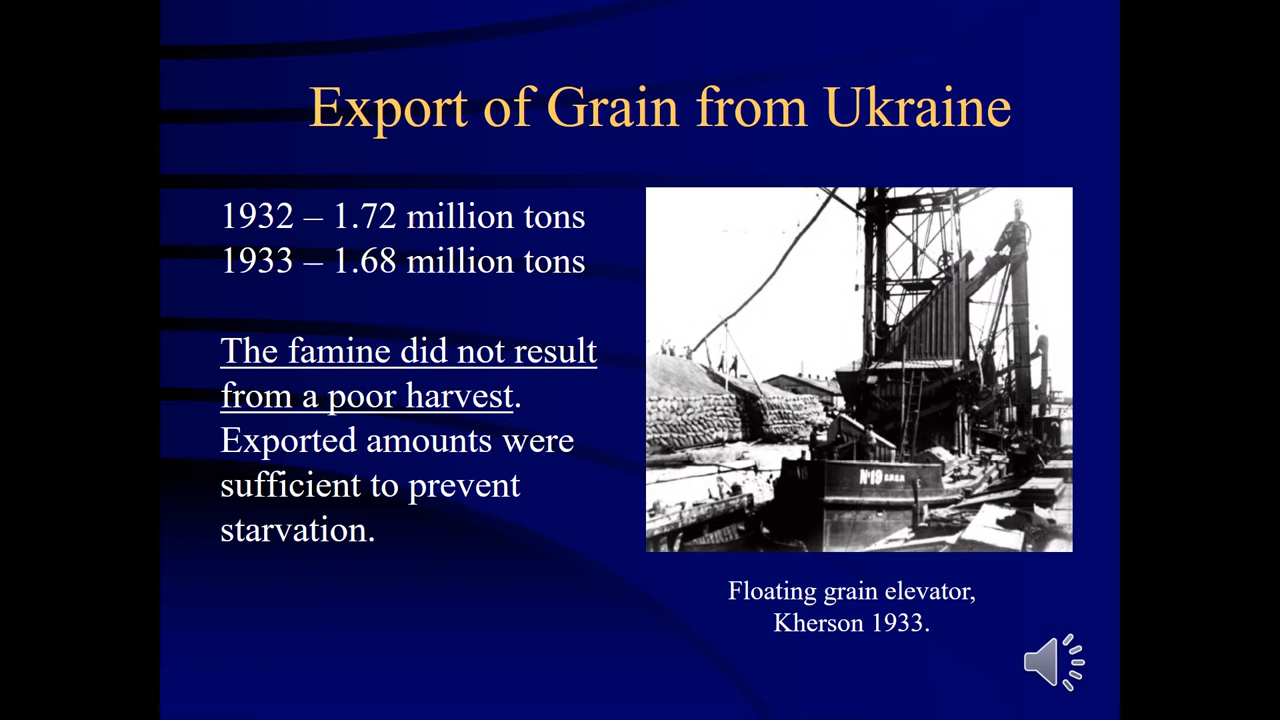 Export of Grain from Ukraine
1932 – 1.72 million tons
1933 – 1.68 million tons
The famine did not result
from a poor harvest.
Exported amounts were
sufficient to prevent
starvation.
№19
Floating grain elevator,
Kherson 1933.